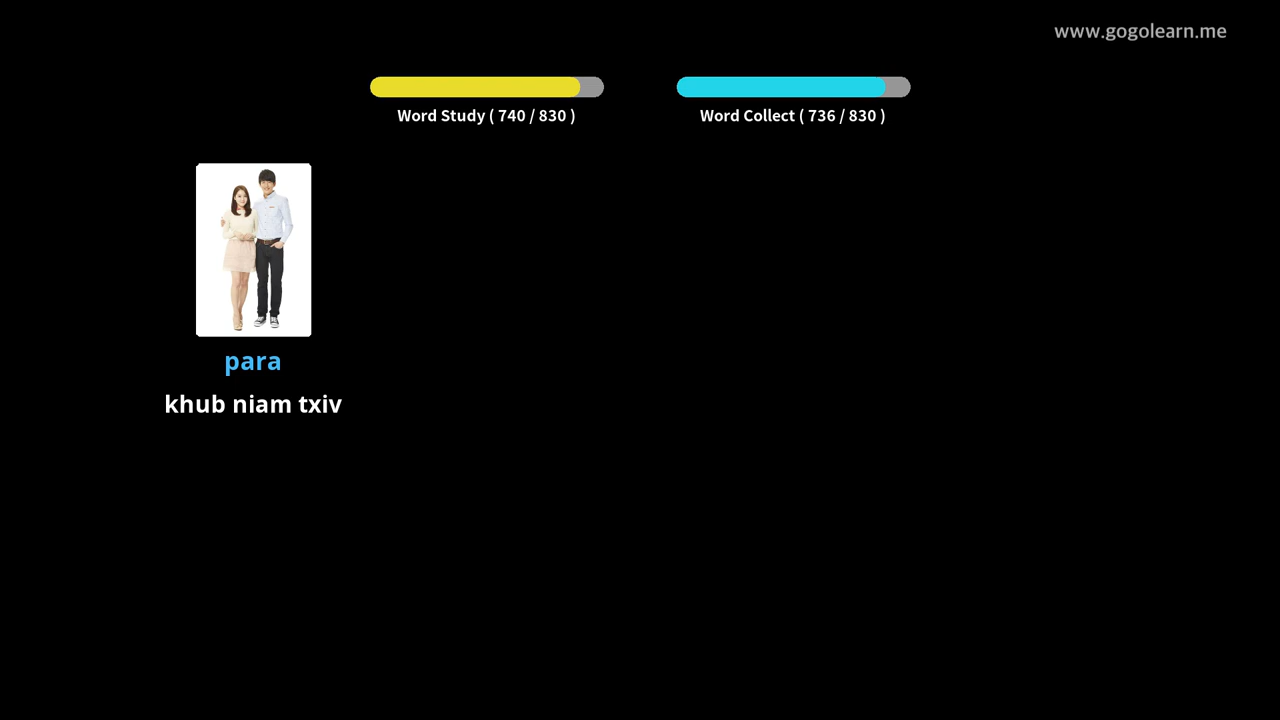 www.gogolearn.me
Word Study ( 740 / 830 )
Word Collect ( 736 / 830 )
para
khub niam txiv